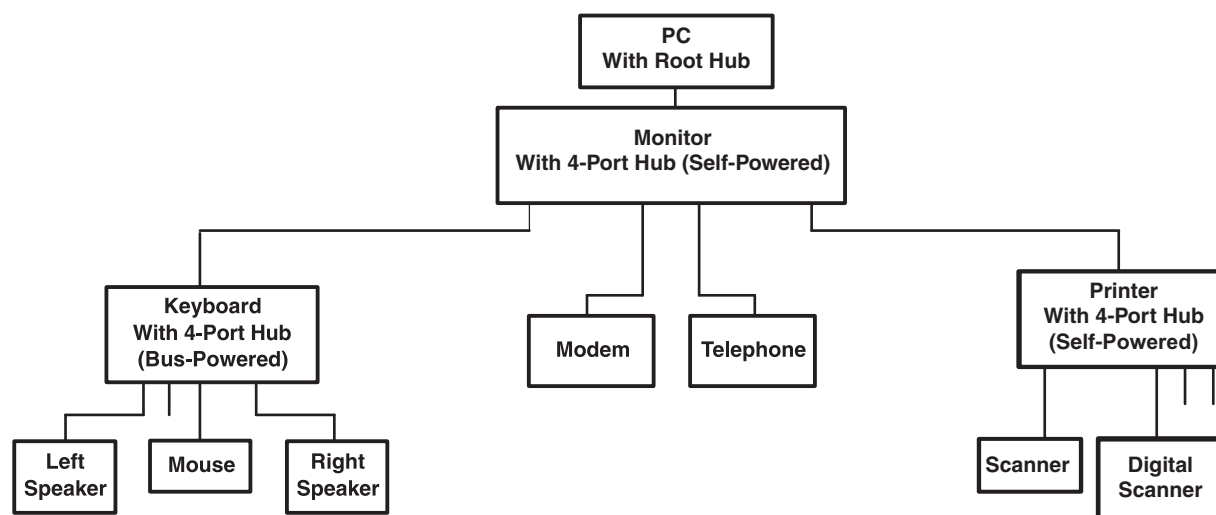 PC
With Root Hub
Monitor
With 4-Port Hub (Self-Powered)
Keyboard
With 4-Port Hub
(Bus-Powered)
Modem
Telephone
Printer
With 4-Port Hub
(Self-Powered)
Left
Speaker
Mouse
Right
Speaker
Scanner
Digital
Scanner